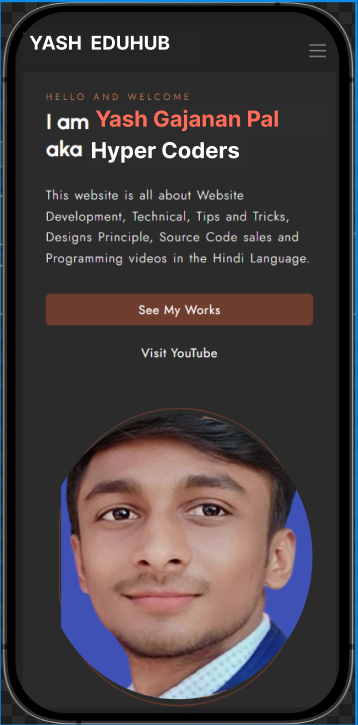 YASH EDUHUB
HELLO AND WELCOME
I am Yash Gajanan Pal
aka Hyper Coders
This website is all about Website
Development, Technical, Tips and Tricks,
Designs Principle, Source Code sales and
Programming videos in the Hindi Language.
See My Works
Visit YouTube